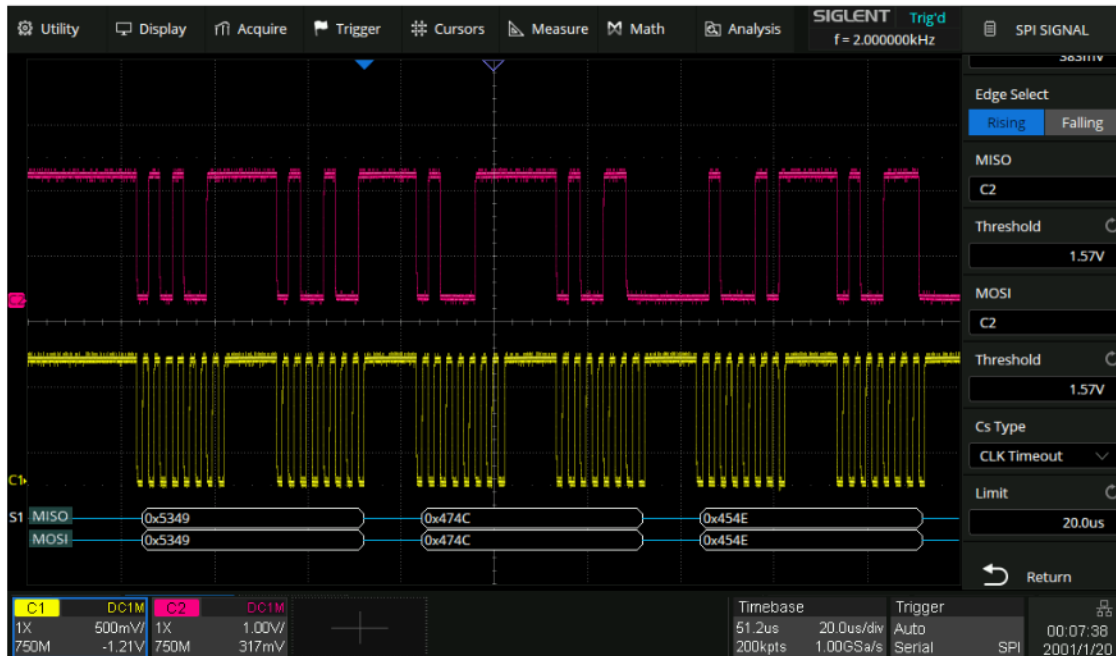 Utility Display Acquire Trigger Cursors Measure Math Analysis SIGLENT Trig'd SPI SIGNAL
f = 2.000000kHz
383mV
Edge Select
Rising Falling
MISO
C2
Threshold
1.57V
C2
MOSI
C2
Threshold
1.57V
Cs Type
CLK Timeout
C1
Limit
S1 MISO 0x5349 0x474C 0x454E
20.0us
MOSI 0x5349 0x474C 0x454E
Return
C1 DC1M C2 DC1M Timebase Trigger
1X 500mV/ 1X 1.00V/ 51.2us 20.0us/div Auto 00:07:38
750M -1.21V 750M 317mV 200kpts 1.00GSa/s Serial SPI 2001/1/20